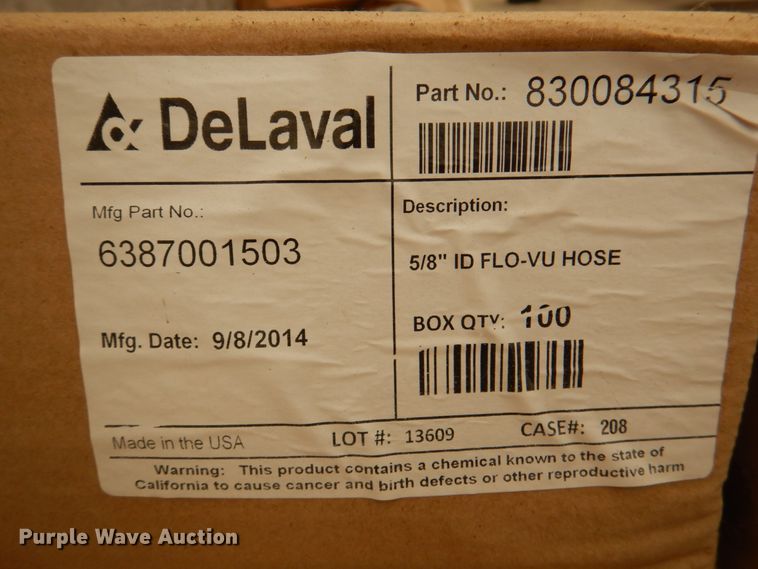 DeLaval
Part No.: 830084315
Mfg Part No.:
6387001503
Mfg. Date: 9/8/2014
Description:
5/8" ID FLO-VU HOSE
BOX QTY: 100
Made in the USA LOT #: 13609 CASE#: 208
Warning: This product contains a chemical known to the state of
California to cause cancer and birth defects or other reproductive harm
Purple Wave Auction